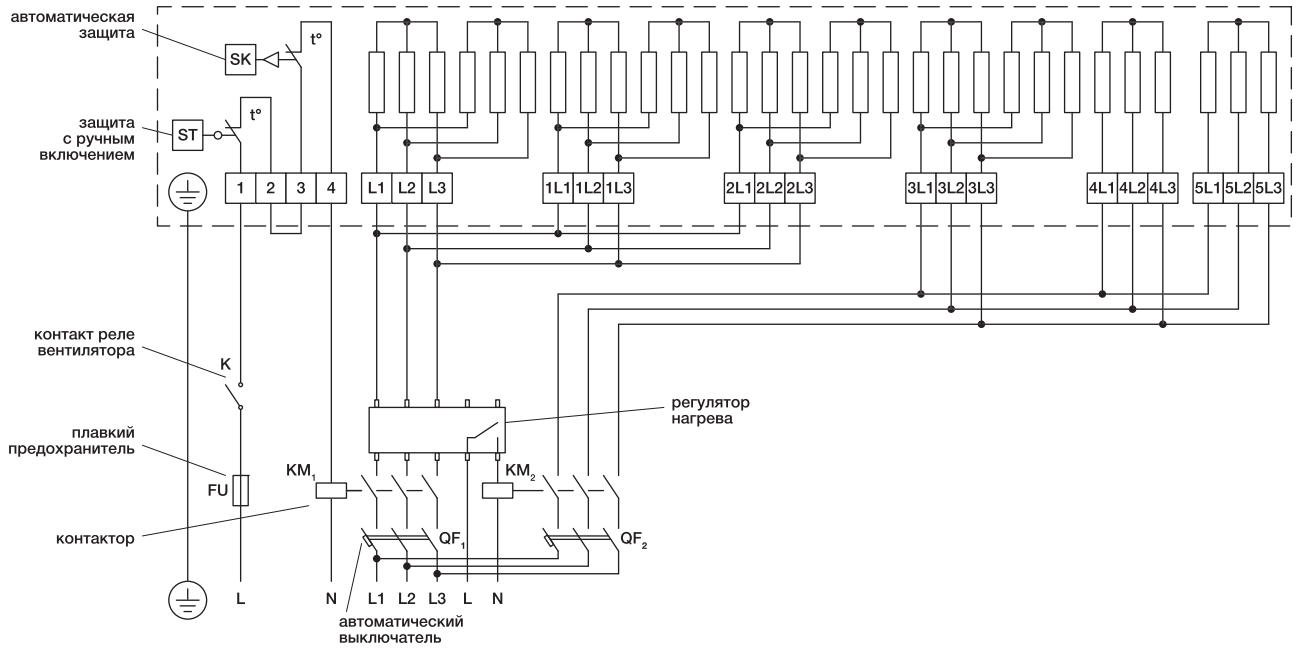 автоматическая
защита
SK
t°
защита
с ручным
включением
ST
t°
1 2 3 4
L1 L2 L3
1L1 1L2 1L3
2L1 2L2 2L3
3L1 3L2 3L3
4L1 4L2 4L3
5L1 5L2 5L3
контакт реле
вентилятора
K
регулятор
нагрева
плавкий
предохранитель
FU
KM1
KM2
контактор
QF1
QF2
L N L1 L2 L3 L N
автоматический
выключатель